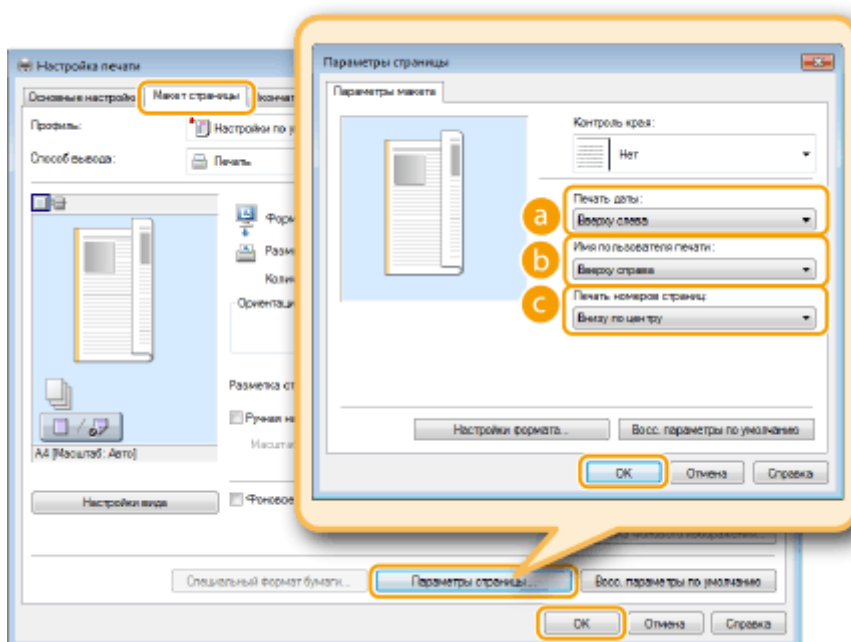 Настройка печати
Основные настройк
Макет страницы
Профиль:
Настройки по у
Способ вывода:
Печать
Форм
Разм
Колич
Ориентаци
Разметка ст
Ручная на
Масштаб
A4 [Масштаб: Авто]
Настройки вида
Фоновое
Специальный формат бумаги...
Параметры страницы...
Восс. параметры по умолчанию
OK
Отмена
Справка
Параметры страницы
Параметры макета
Контроль края:
Нет
a
Печать даты:
Вверху слева
b
Имя пользователя печати:
Вверху справа
c
Печать номеров страниц:
Внизу по центру
Настройки формата...
Восс. параметры по умолчанию
OK
Отмена
Справка